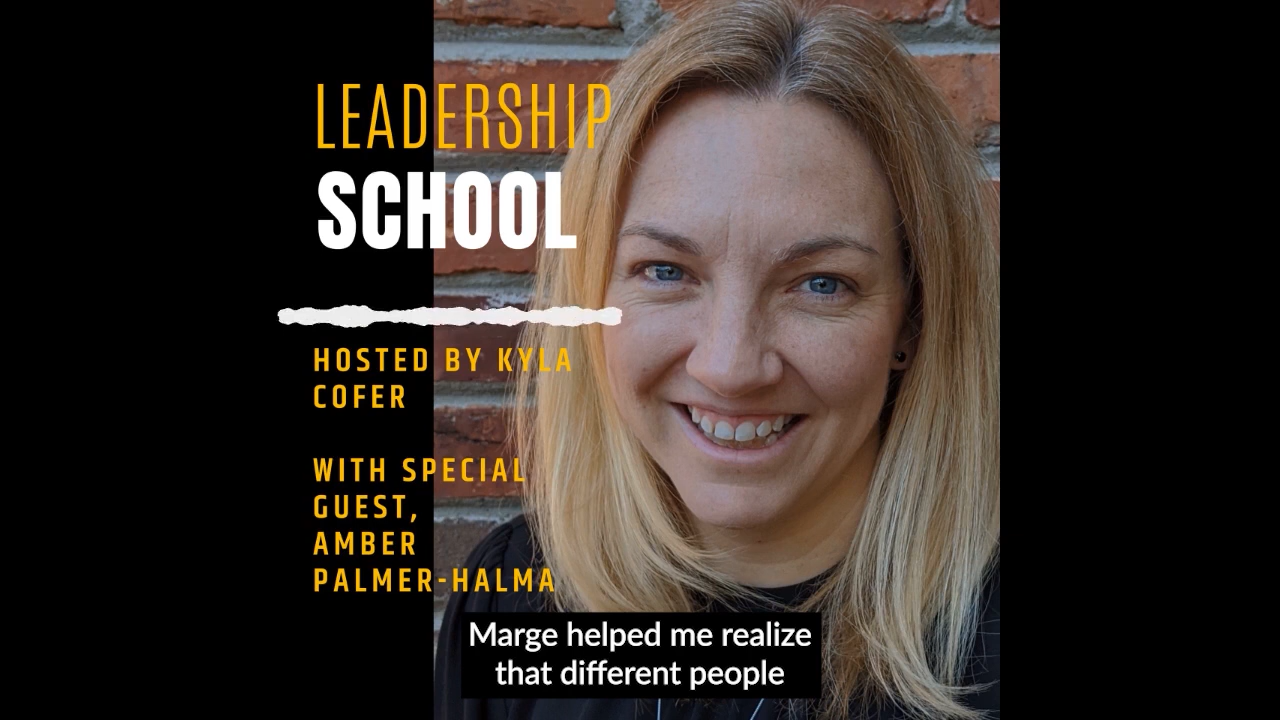 LEADERSHIP
SCHOOL
HOSTED BY KYLA
COFER
WITH SPECIAL
GUEST,
AMBER
PALMER-HALMA
Marge helped me realize
that different people